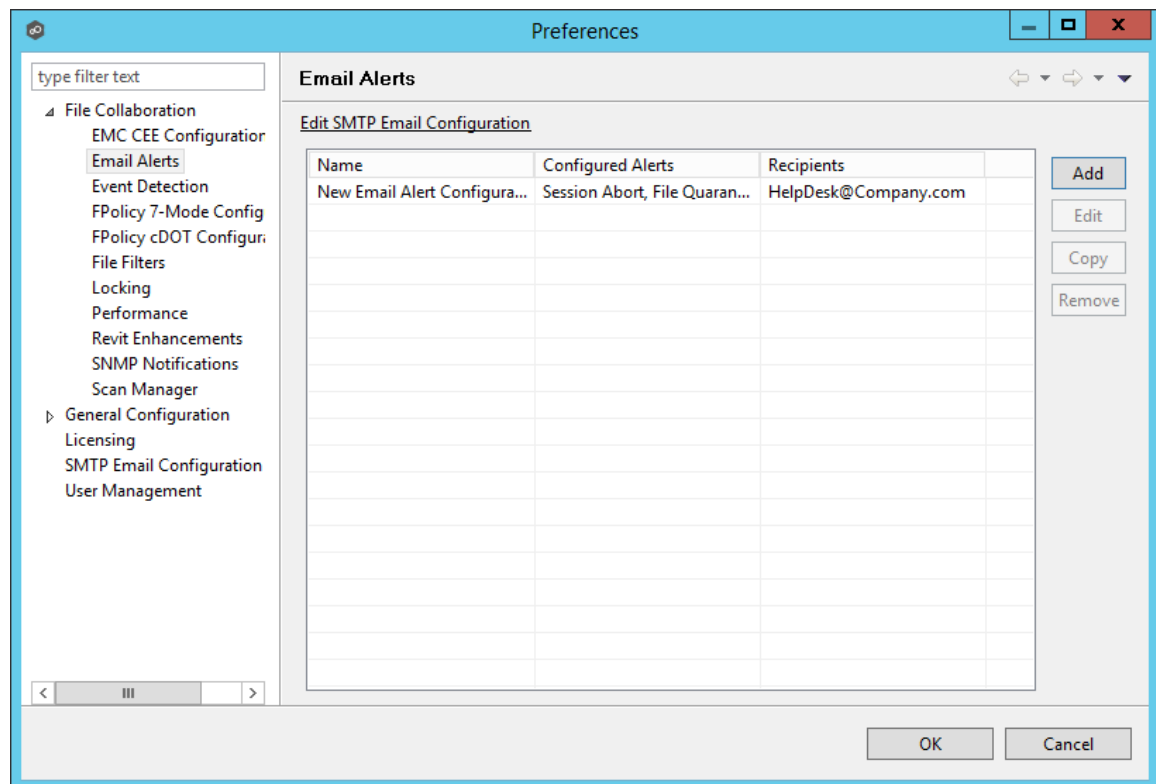 Preferences
type filter text
File Collaboration
EMC CEE Configuration
Email Alerts
Event Detection
FPolicy 7-Mode Config
FPolicy cDOT Configura
File Filters
Locking
Performance
Revit Enhancements
SNMP Notifications
Scan Manager
General Configuration
Licensing
SMTP Email Configuration
User Management
Email Alerts
Edit SMTP Email Configuration
Name Configured Alerts Recipients
New Email Alert Configura... Session Abort, File Quaran... HelpDesk@Company.com
Add
Edit
Copy
Remove
OK Cancel